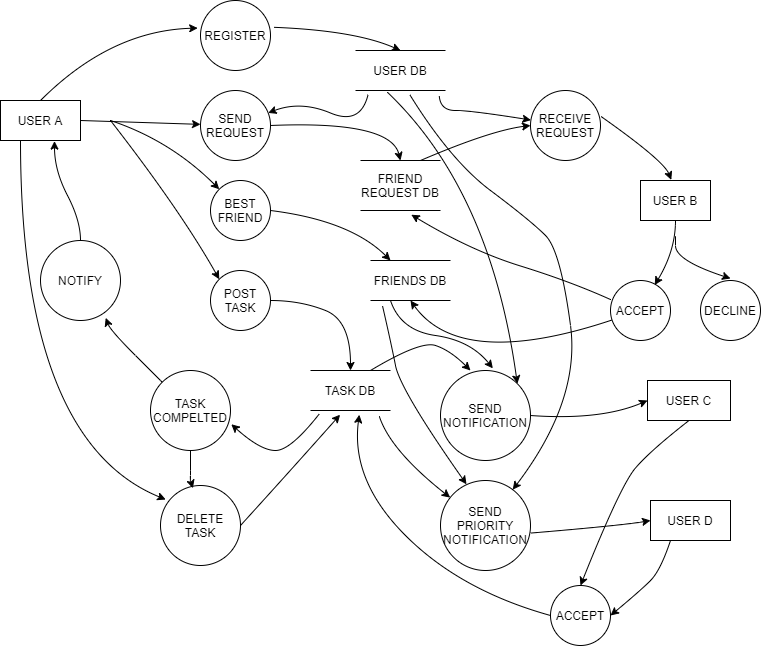 REGISTER
USER DB
USER A
SEND
REQUEST
RECEIVE
REQUEST
FRIEND
REQUEST DB
USER B
BEST
FRIEND
NOTIFY
POST
TASK
FRIENDS DB
ACCEPT
DECLINE
TASK
COMPELTED
TASK DB
SEND
NOTIFICATION
USER C
DELETE
TASK
SEND
PRIORITY
NOTIFICATION
USER D
ACCEPT